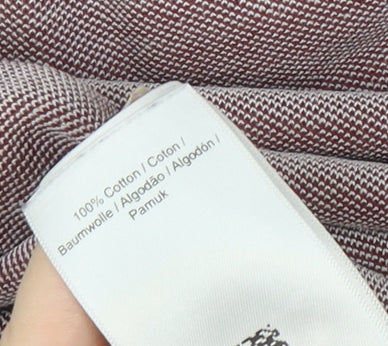 100% Cotton / Coton /
Baumwolle / Algodão / Algodón /
Pamuk